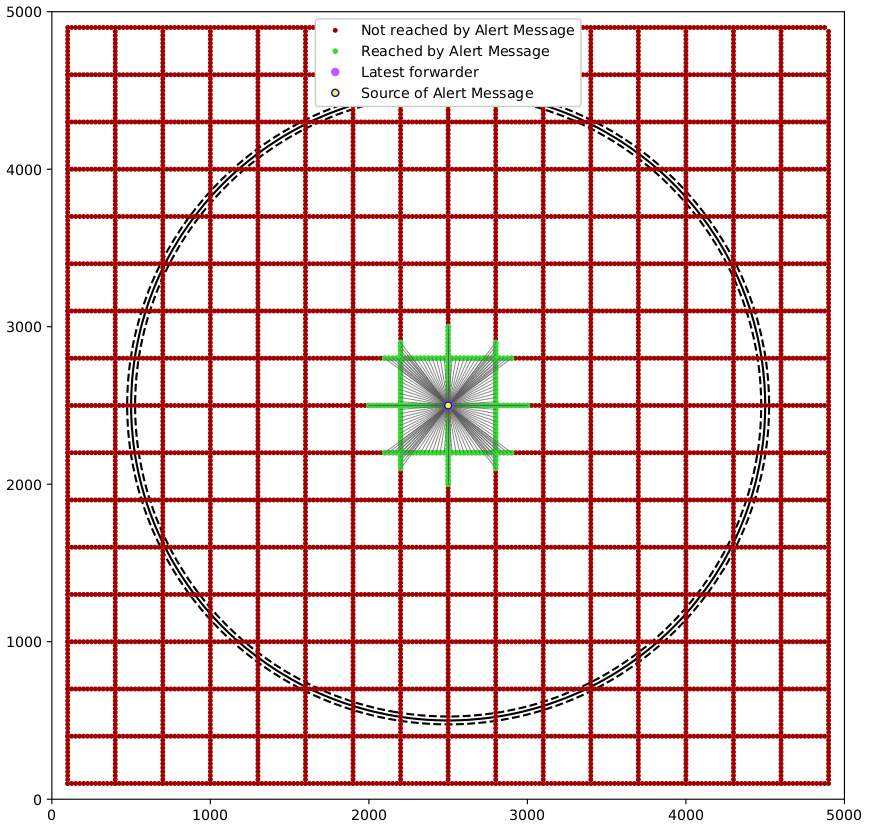 5000
Not reached by Alert Message
Reached by Alert Message
Latest forwarder
Source of Alert Message
4000
3000
2000
1000
0
0 1000 2000 3000 4000 5000